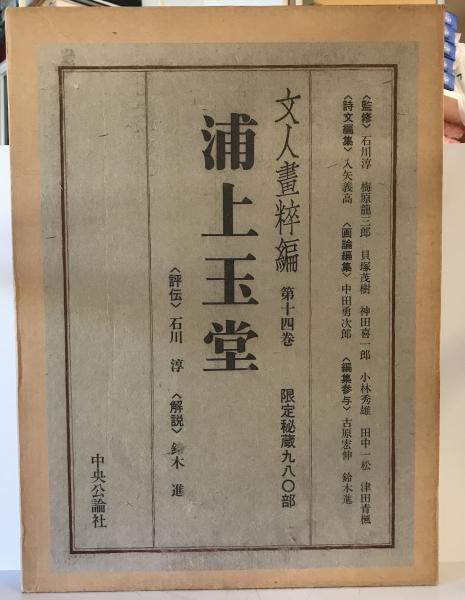 〈監修〉石川淳　梅原龍三郎　貝塚茂樹　神田喜一郎　小林秀雄　田中一松　津田青楓
〈詩文編集〉入矢義高　〈画論編集〉中田勇次郎　〈編集参与〉古原宏伸　鈴木進
文人畫粹編　第十四巻　限定秘蔵九八〇部
浦上玉堂
〈評伝〉石川　淳　〈解説〉鈴木　進
中央公論社